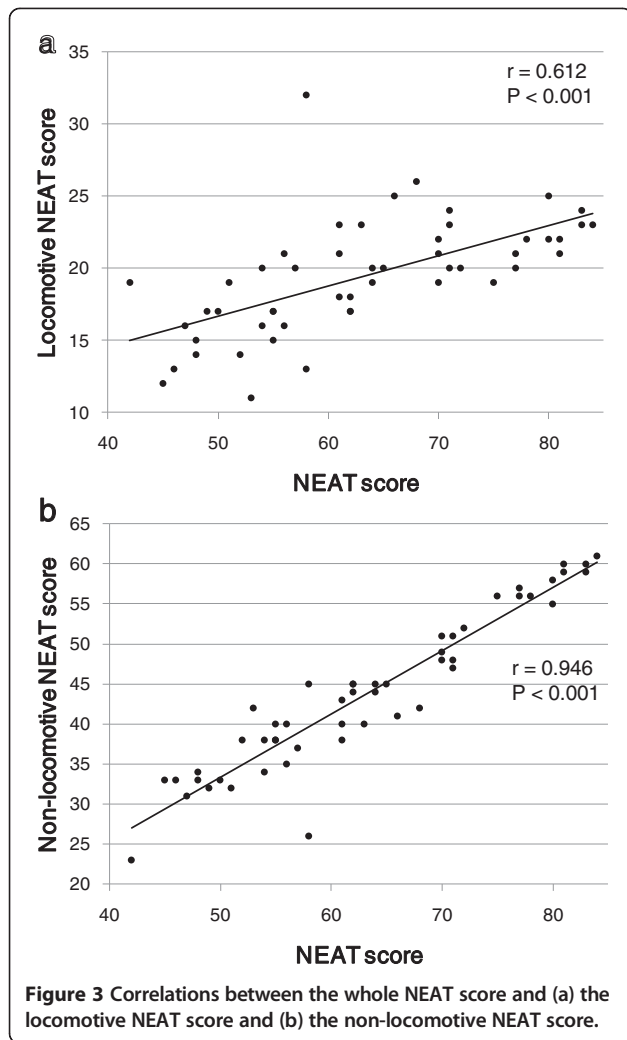 a
35
30
25
20
15
10
r = 0.612
P < 0.001
Locomotive NEAT score
40 50 60 70 80
NEAT score
b
65
60
55
50
45
40
35
30
25
20
r = 0.946
P < 0.001
Non-locomotive NEAT score
40 50 60 70 80
NEAT score
Figure 3 Correlations between the whole NEAT score and (a) the
locomotive NEAT score and (b) the non-locomotive NEAT score.